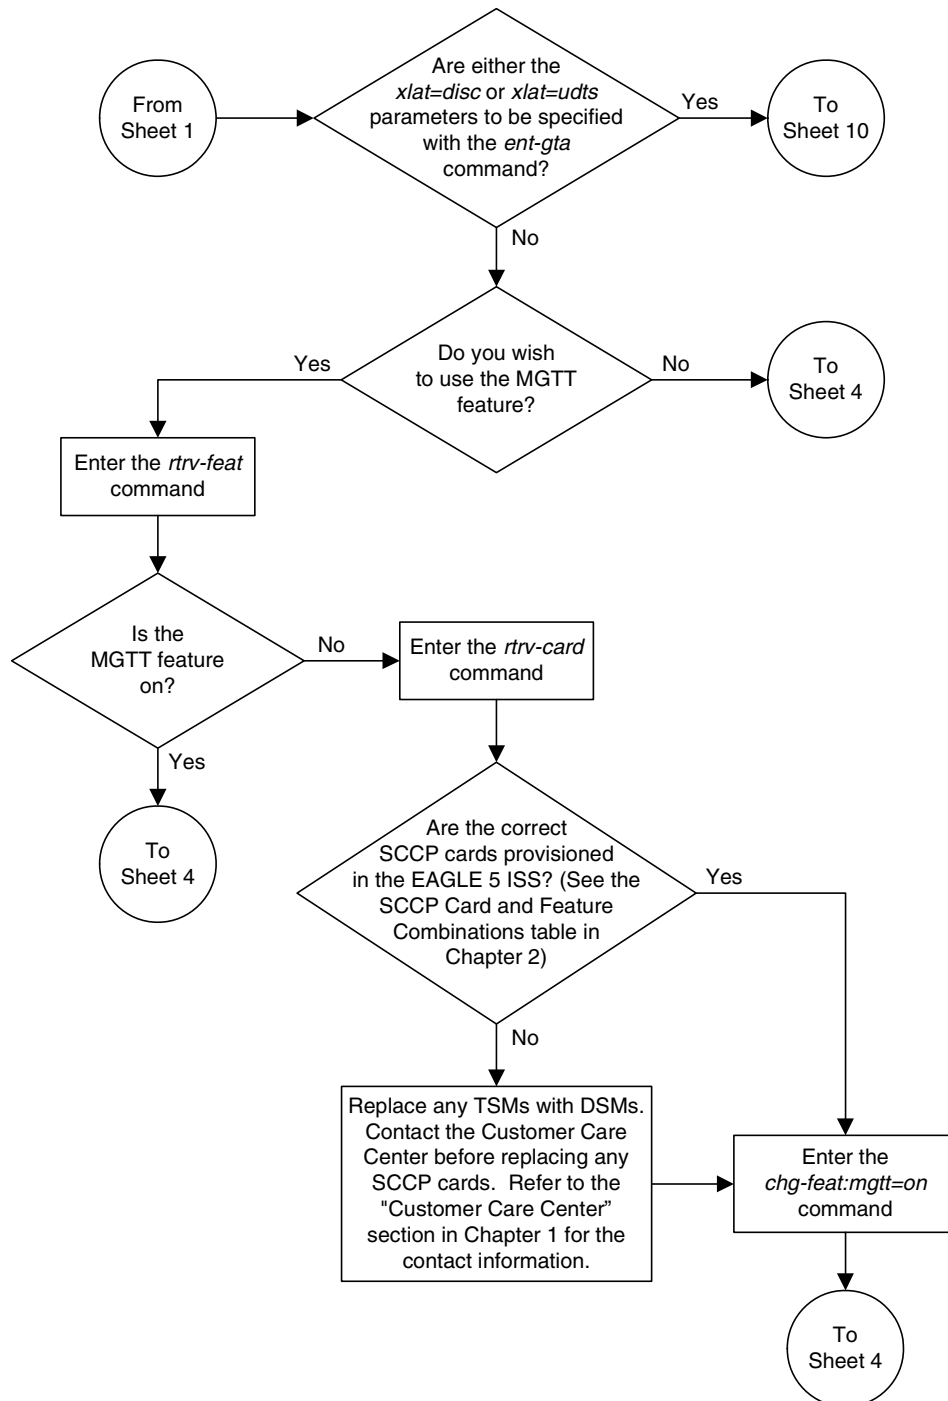 From
Sheet 1
Are either the
xlat=disc or xlat=udts
parameters to be specified
with the ent-gta
command?
Yes
To
Sheet 10
No
Do you wish
to use the MGTT
feature?
Yes
No
To
Sheet 4
Enter the rtrv-feat
command
Is the
MGTT feature
on?
No
Enter the rtrv-card
command
Yes
To
Sheet 4
Are the correct
SCCP cards provisioned
in the EAGLE 5 ISS? (See the
SCCP Card and Feature
Combinations table in
Chapter 2)
Yes
No
Replace any TSMs with DSMs.
Contact the Customer Care
Center before replacing any
SCCP cards.  Refer to the
"Customer Care Center”
section in Chapter 1 for the
contact information.
Enter the
chg-feat:mgtt=on
command
To
Sheet 4